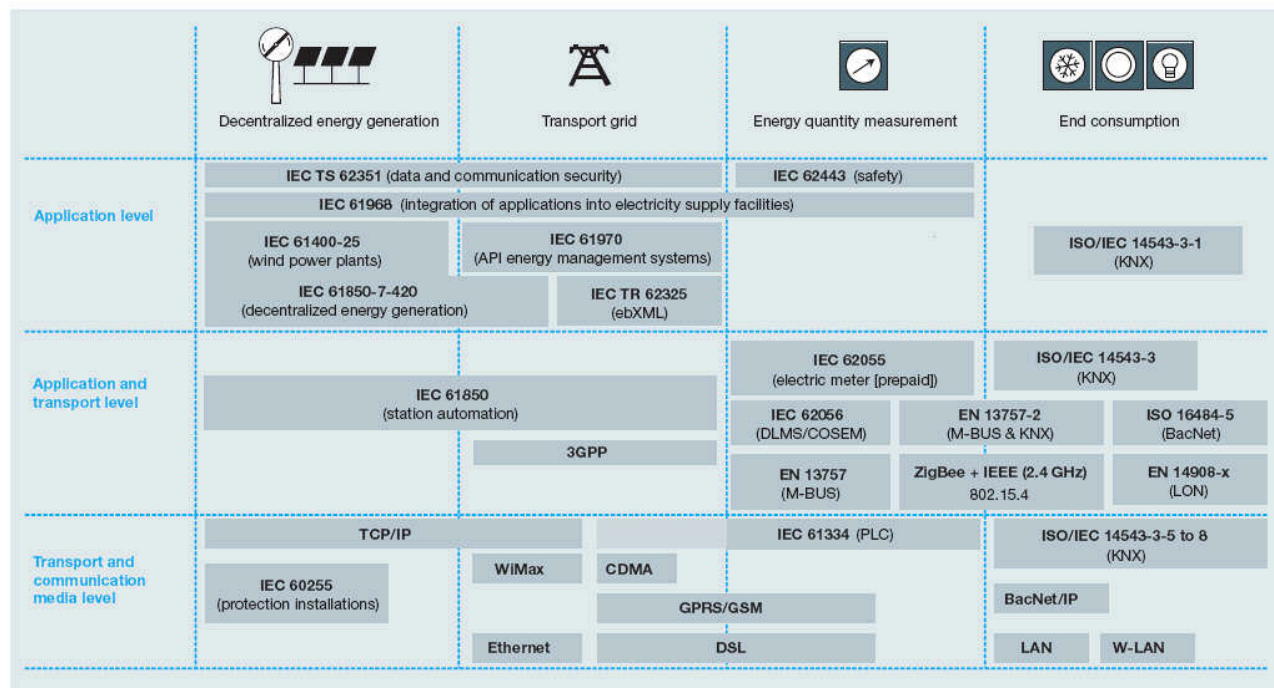 Decentralized energy generation
Transport grid
Energy quantity measurement
End consumption
Application level
IEC TS 62351 (data and communication security)
IEC 62443 (safety)
IEC 61968 (integration of applications into electricity supply facilities)
IEC 61400-25
(wind power plants)
IEC 61970
(API energy management systems)
ISO/IEC 14543-3-1
(KNX)
IEC 61850-7-420
(decentralized energy generation)
IEC TR 62325
(ebXML)
Application and
transport level
IEC 61850
(station automation)
3GPP
IEC 62055
(electric meter [prepaid])
ISO/IEC 14543-3
(KNX)
IEC 62056
(DLMS/COSEM)
EN 13757-2
(M-BUS & KNX)
ISO 16484-5
(BacNet)
EN 13757
(M-BUS)
ZigBee + IEEE (2.4 GHz)
802.15.4
EN 14908-x
(LON)
Transport and
communication
media level
TCP/IP
IEC 61334 (PLC)
ISO/IEC 14543-3-5 to 8
(KNX)
WiMax
CDMA
IEC 60255
(protection installations)
GPRS/GSM
BacNet/IP
Ethernet
DSL
LAN
W-LAN